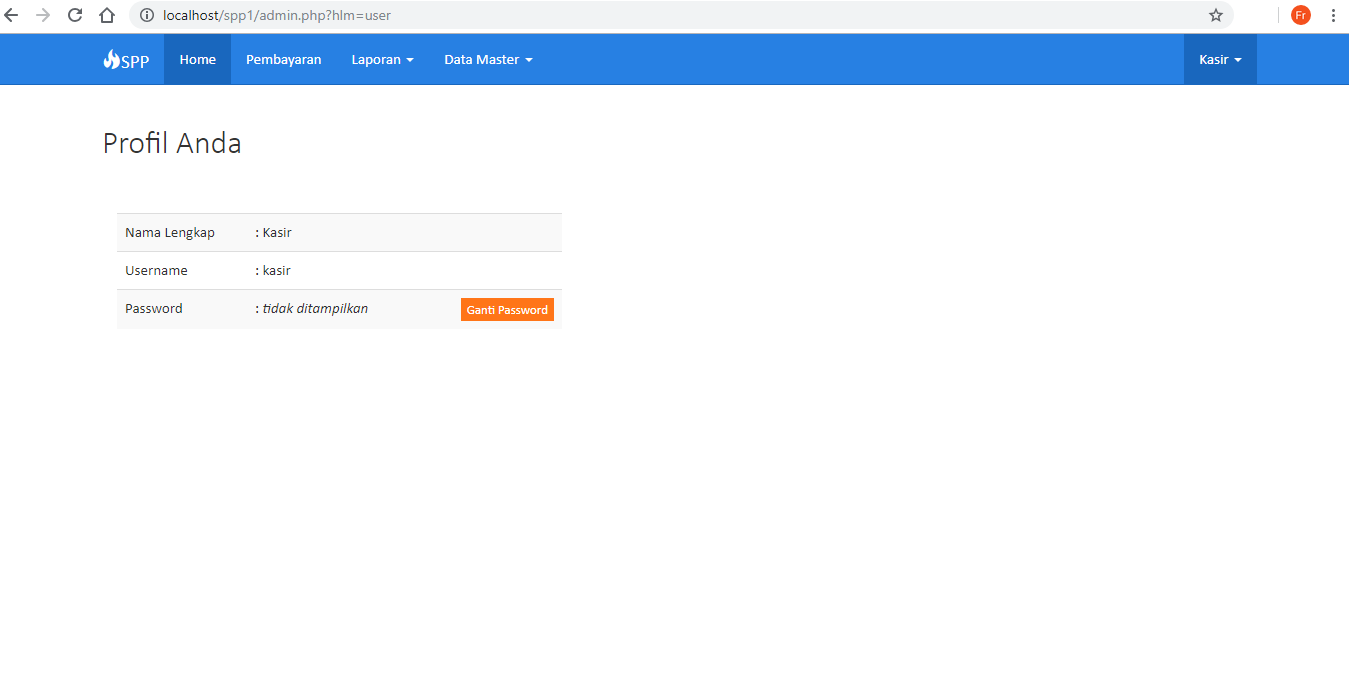 localhost/spp1/admin.php?hlm=user
Fr
SPP Home Pembayaran Laporan Data Master Kasir
Profil Anda
Nama Lengkap : Kasir
Username : kasir
Password : tidak ditampilkan Ganti Password